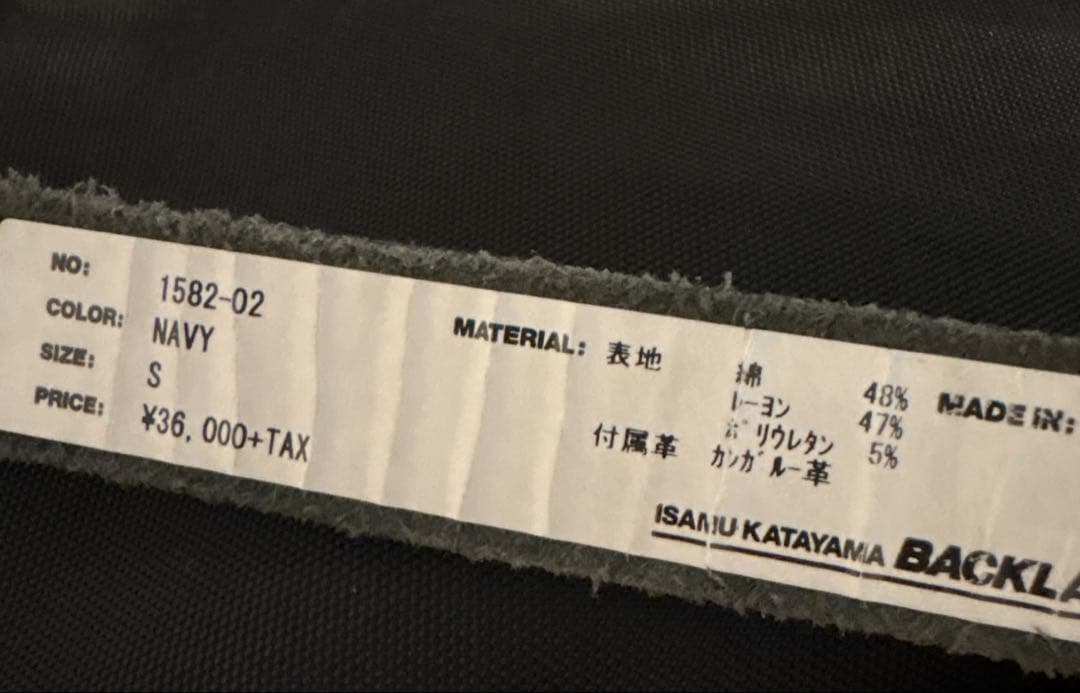 NO: 1582-02
COLOR: NAVY
SIZE: S
PRICE: ¥36,000+TAX
MATERIAL: 表地 綿 48%
レーヨン 47%
ポリウレタン 5%
付属革 カンガルー革
MADE IN:
ISAMU KATAYAMA BACKLA